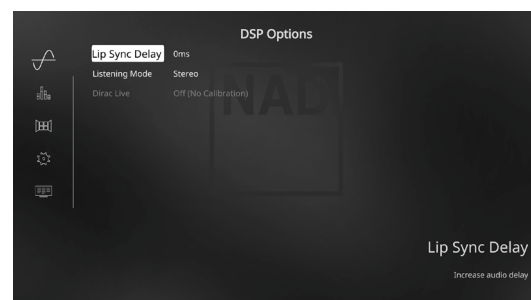 DSP Options
Lip Sync Delay 0ms
Listening Mode Stereo
Dirac Live Off (No Calibration)
NAD
Lip Sync Delay
Increase audio delay